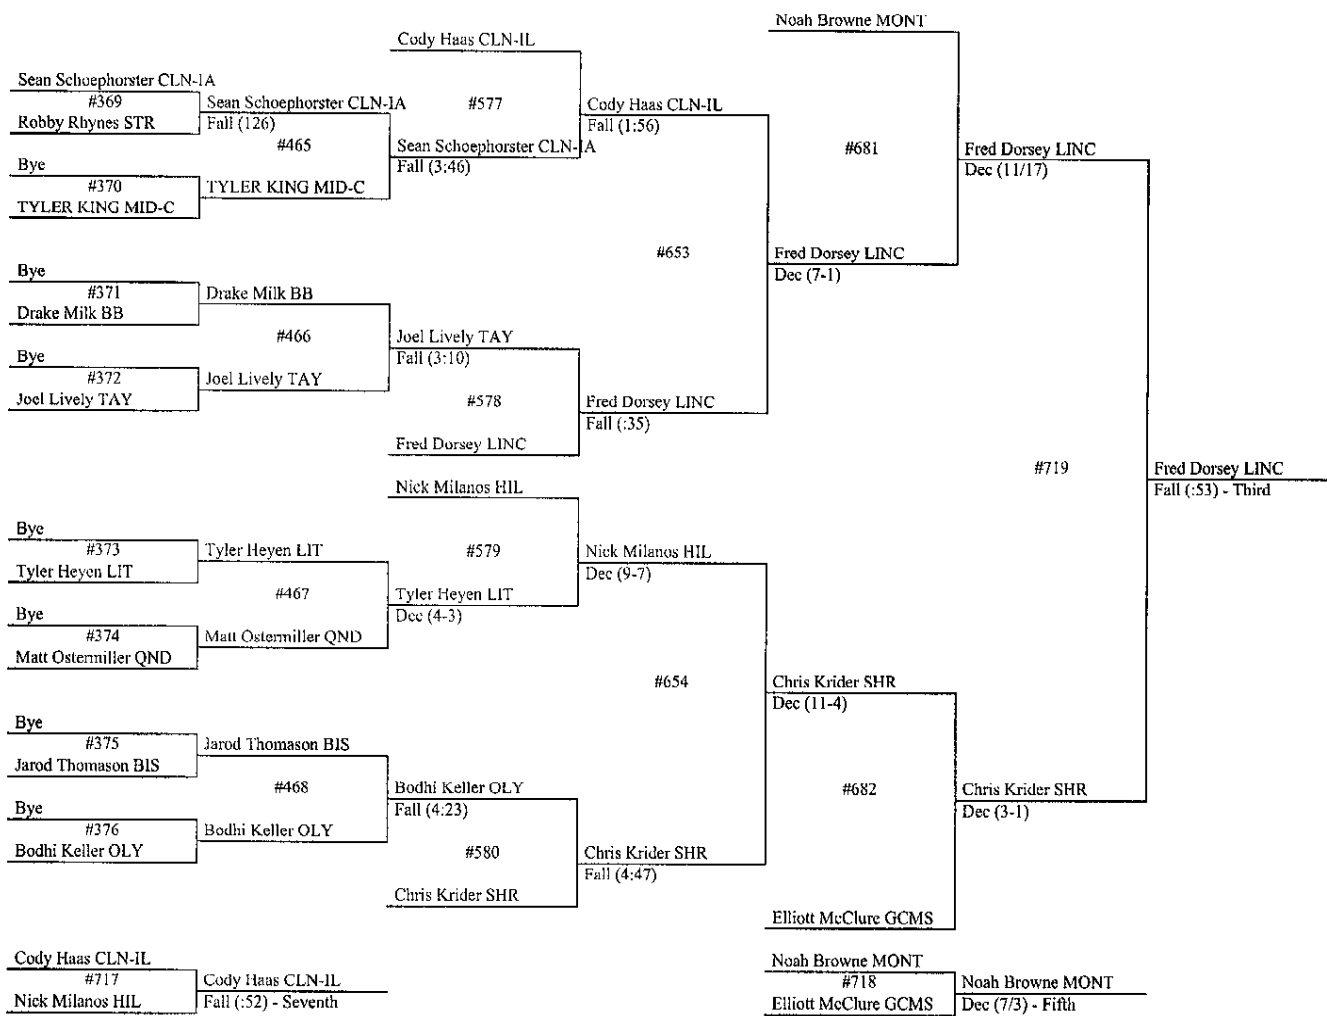 Noah Browne MONT
Cody Haas CLN-IL
Sean Schoephorster CLN-IA
#369
Robby Rhynes STR
Sean Schoephorster CLN-IA
Fall (126)
#577
Cody Haas CLN-IL
Fall (1:56)
#465
Sean Schoephorster CLN-IA
Fall (3:46)
#681
Fred Dorsey LINC
Dec (11/17)
Bye
#370
TYLER KING MID-C
TYLER KING MID-C
#653
Fred Dorsey LINC
Dec (7-1)
Bye
#371
Drake Milk BB
Drake Milk BB
#466
Joel Lively TAY
Fall (3:10)
Bye
#372
Joel Lively TAY
Joel Lively TAY
#578
Fred Dorsey LINC
Fall (:35)
Fred Dorsey LINC
#719
Fred Dorsey LINC
Fall (:53) - Third
Nick Milanos HIL
Bye
#373
Tyler Heyen LIT
Tyler Heyen LIT
#579
Nick Milanos HIL
Dec (9-7)
#467
Tyler Heyen LIT
Dec (4-3)
Bye
#374
Matt Ostermiller QND
Matt Ostermiller QND
#654
Chris Krider SHR
Dec (11-4)
Bye
#375
Jarod Thomason BIS
Jarod Thomason BIS
#468
Bodhi Keller OLY
Fall (4:23)
#682
Chris Krider SHR
Dec (3-1)
Bye
#376
Bodhi Keller OLY
Bodhi Keller OLY
#580
Chris Krider SHR
Fall (4:47)
Chris Krider SHR
Elliott McClure GCMS
Cody Haas CLN-IL
#717
Nick Milanos HIL
Cody Haas CLN-IL
Fall (:52) - Seventh
Noah Browne MONT
#718
Elliott McClure GCMS
Noah Browne MONT
Dec (7/3) - Fifth